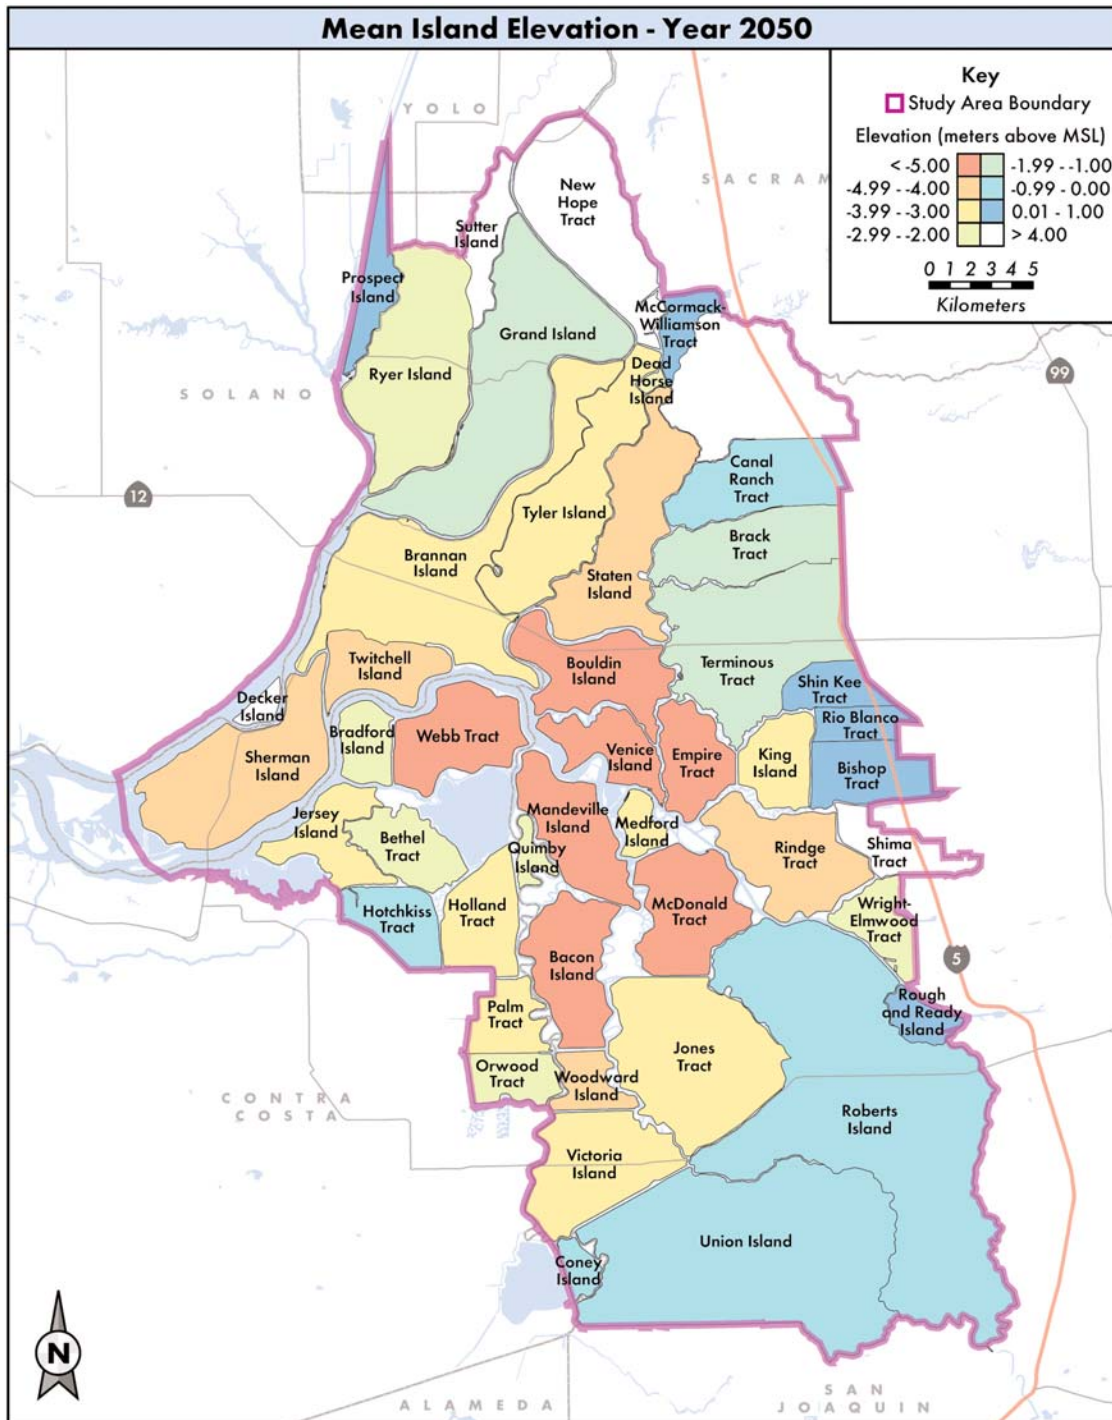 Mean Island Elevation - Year 2050
Key
Study Area Boundary
Elevation (meters above MSL)
< -5.00
-1.99 - -1.00
-4.99 - -4.00
-0.99 - 0.00
-3.99 - -3.00
0.01 - 1.00
-2.99 - -2.00
> 4.00
0 1 2 3 4 5
Kilometers
YOLO
SACRAM
New
Hope
Tract
Sutter
Island
Prospect
Island
McCormack-
Williamson
Tract
Grand Island
Ryer Island
Dead
Horse
Island
SOLANO
99
12
Canal
Ranch
Tract
Tyler Island
Brack
Tract
Brannan
Island
Staten
Island
Twitchell
Island
Bouldin
Island
Terminous
Tract
Shin Kee
Tract
Decker
Island
Rio Blanco
Tract
Bradford
Island
Webb Tract
Venice
Island
Empire
Tract
King
Island
Bishop
Tract
Sherman
Island
Jersey
Island
Mandeville
Island
Medford
Island
Bethel
Tract
Quimby
Island
Rindge
Tract
Shima
Tract
Hotchkiss
Tract
Holland
Tract
McDonald
Tract
Wright-
Elmwood
Tract
Bacon
Island
5
Palm
Tract
Rough
and Ready
Island
Orwood
Tract
Woodward
Island
Jones
Tract
CONTRA
COSTA
Roberts
Island
Victoria
Island
Union Island
Coney
Island
N
ALAMEDA
SAN
JOAQUIN